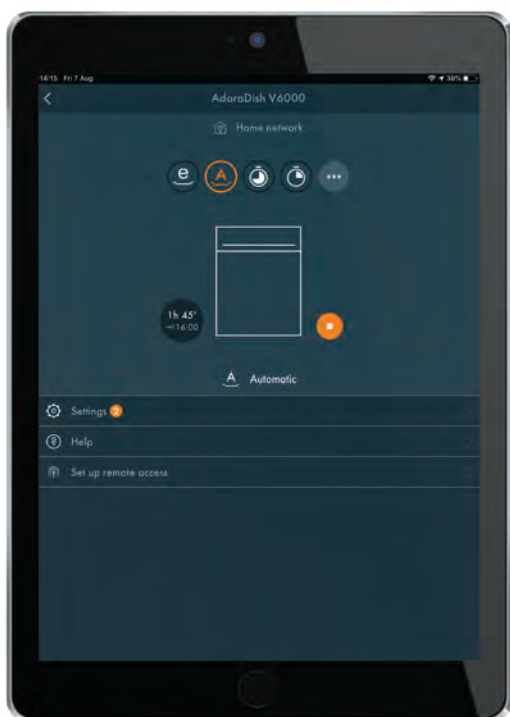 14:15 Fri 7 Aug
38%
AdoraDish V6000
Home network
e
A
1h 45'
16:00
A Automatic
Settings 2
Help
Set up remote access